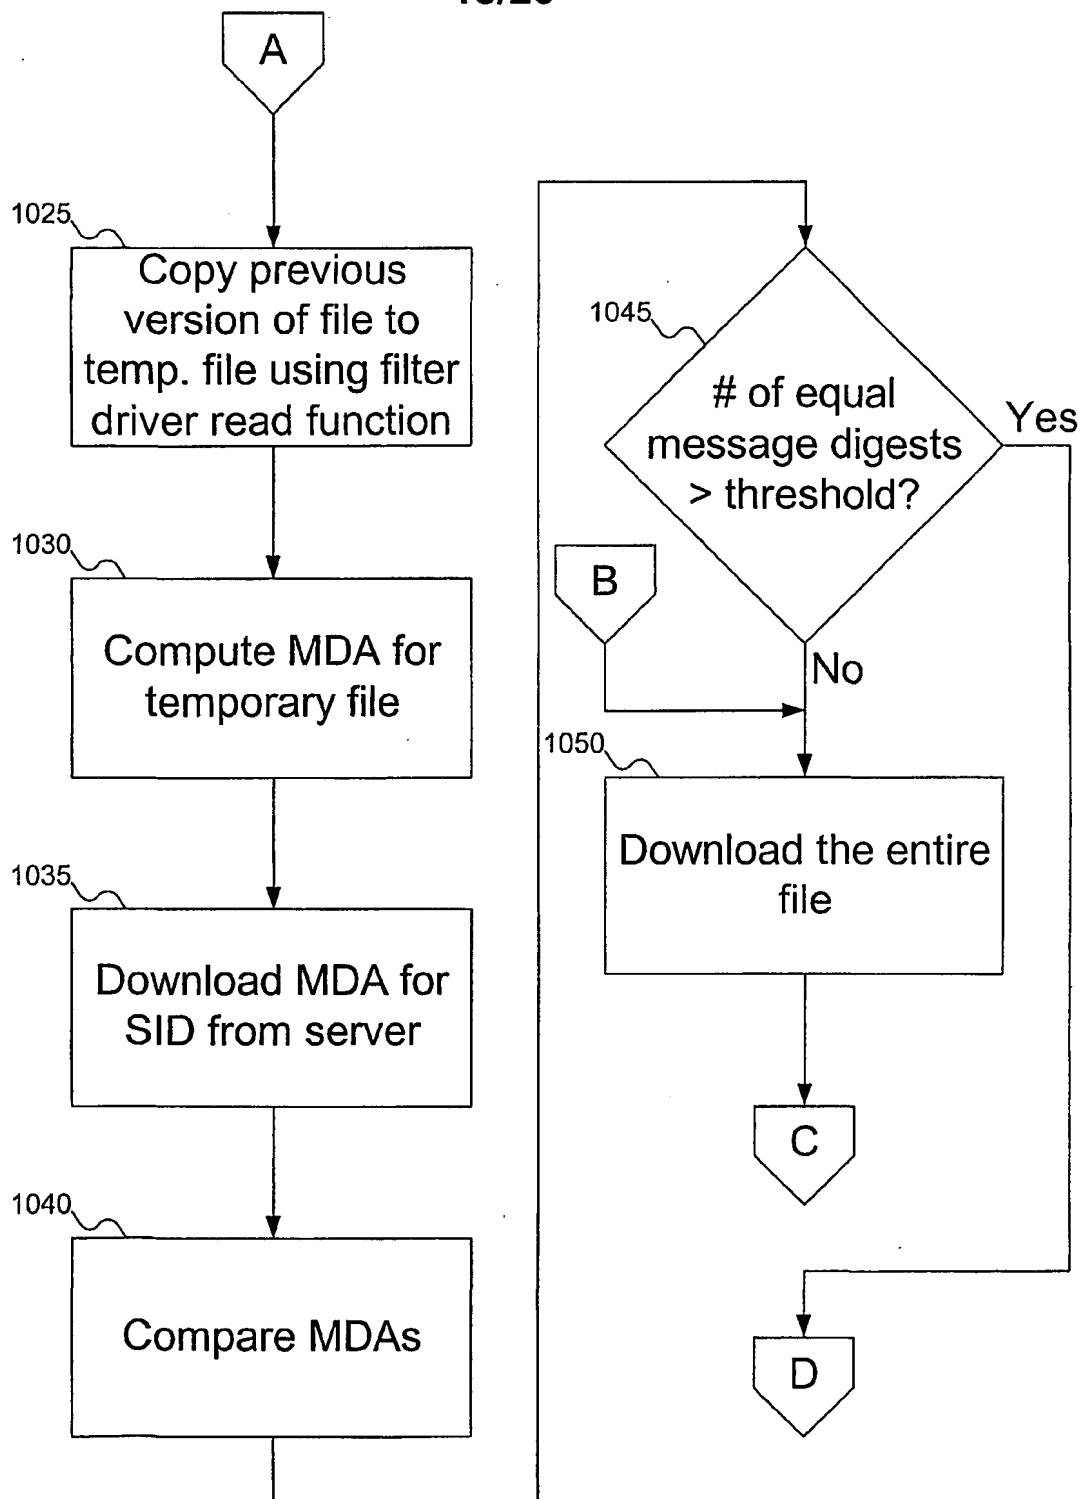 A
1025
Copy previous
version of file to
temp. file using filter
driver read function
1030
Compute MDA for
temporary file
1035
Download MDA for
SID from server
1040
Compare MDAs
1045
# of equal
message digests
> threshold?
Yes
B
No
1050
Download the entire
file
C
D